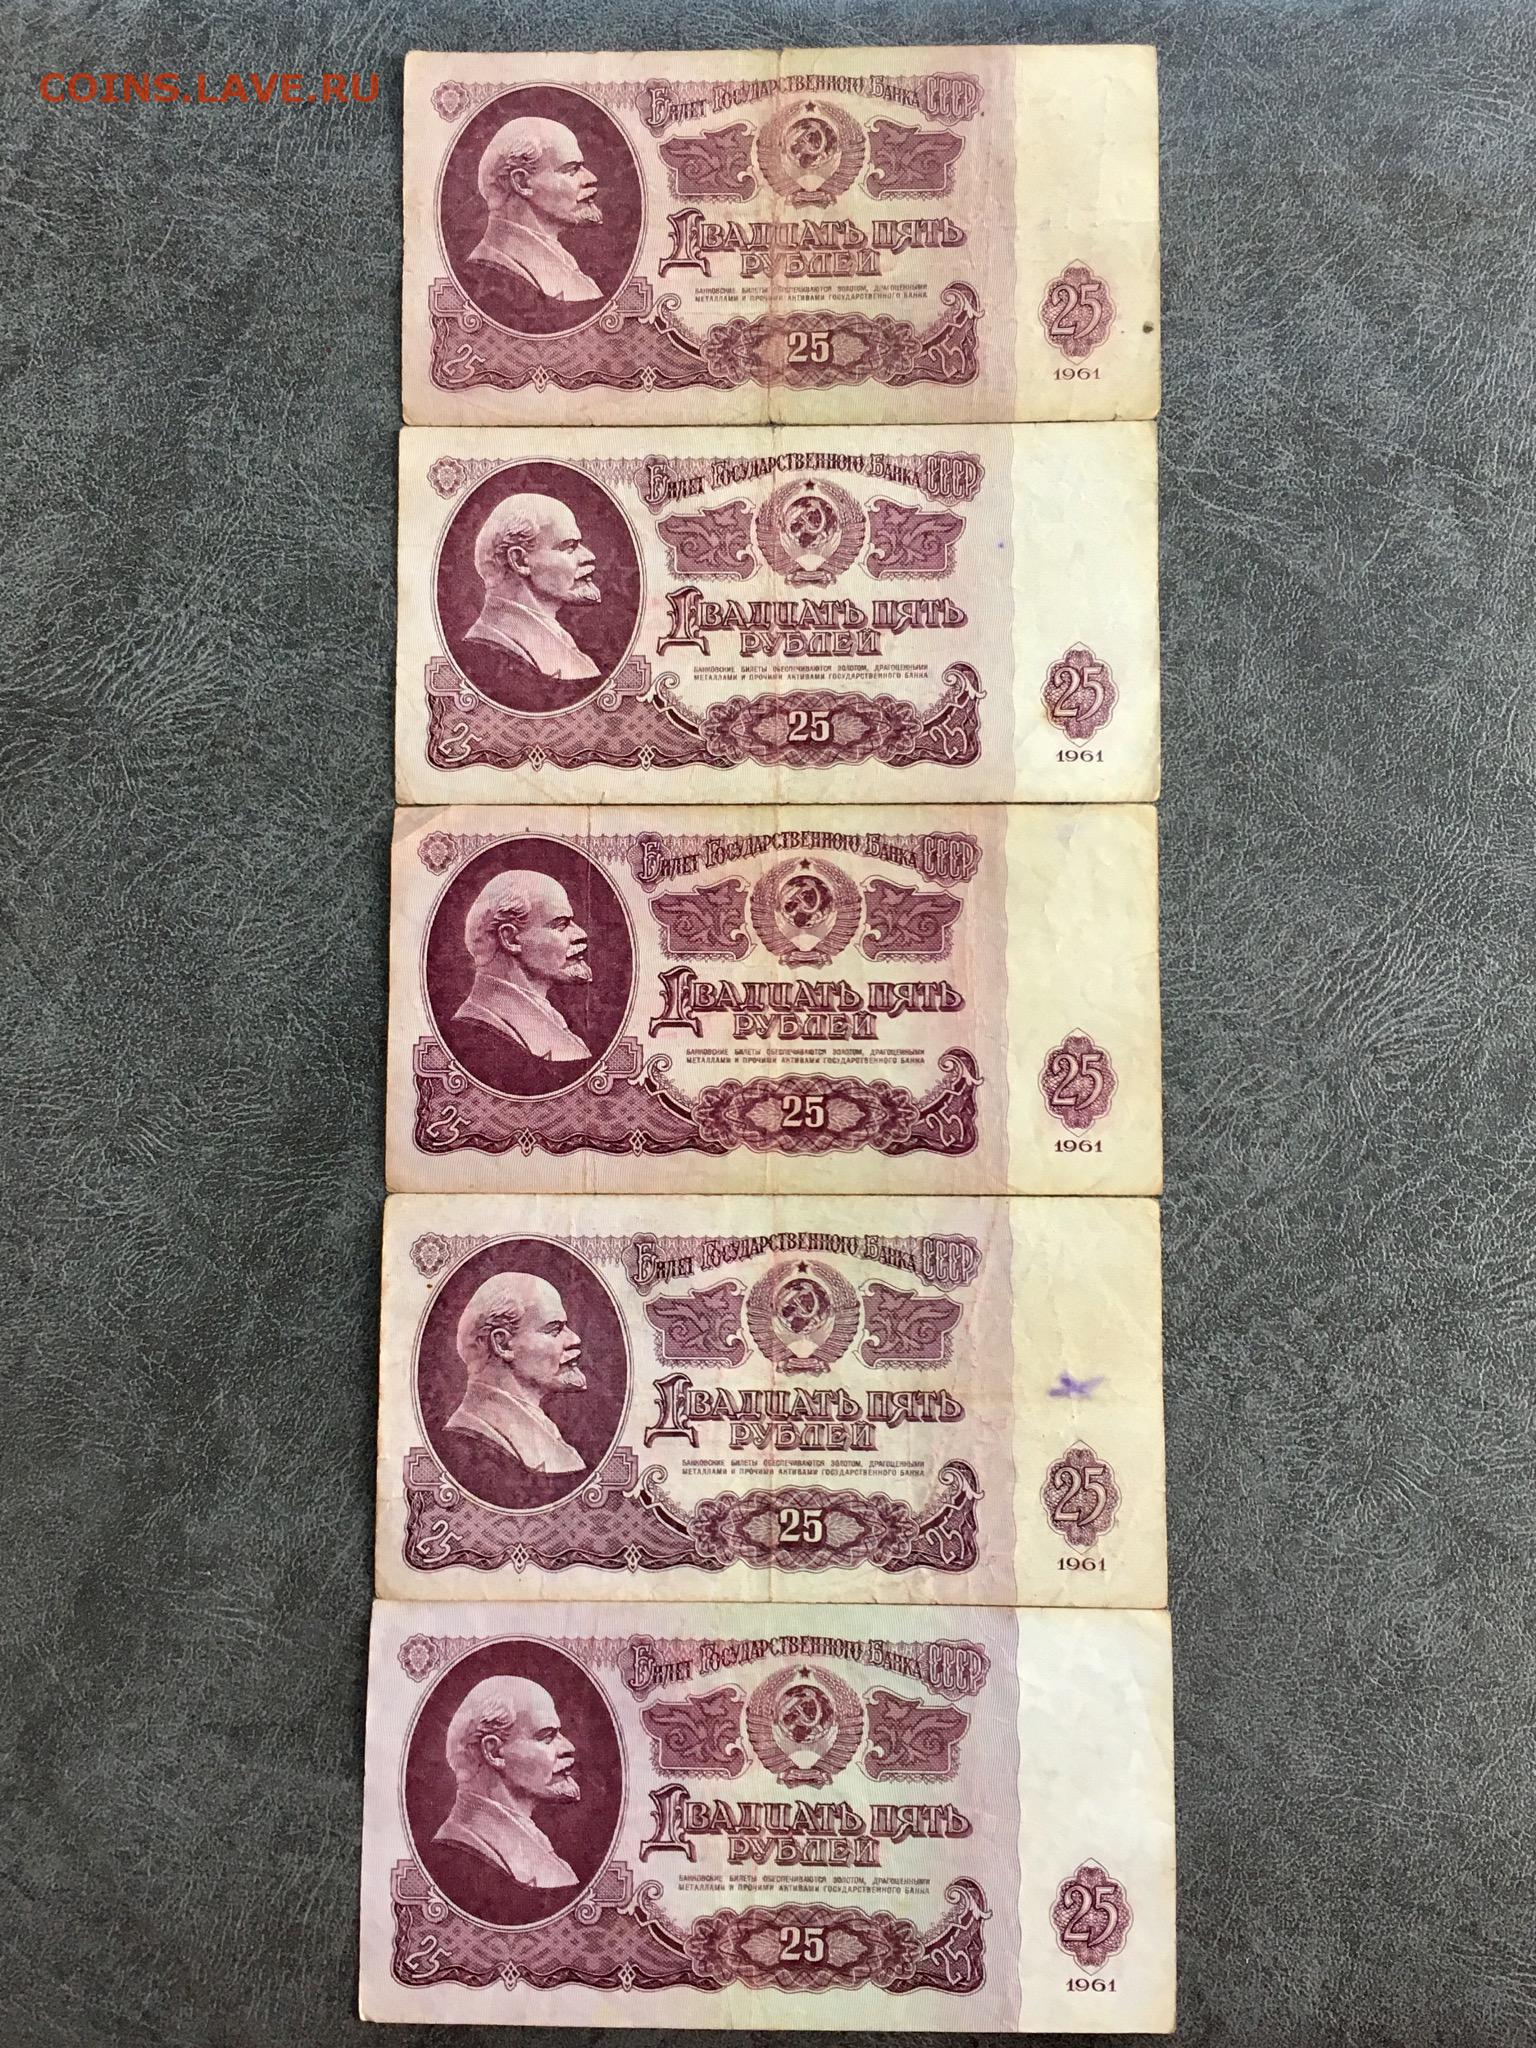 COINS.LAVE.RU
Билет Государственного Банка СССР
Двадцать пять
рублей
БАНКОВСКИЕ БИЛЕТЫ ОБЕСПЕЧИВАЮТСЯ ЗОЛОТОМ, ДРАГОЦЕННЫМИ
МЕТАЛЛАМИ И ПРОЧИМИ АКТИВАМИ ГОСУДАРСТВЕННОГО БАНКА
25
25 25 25
1961
Билет Государственного Банка СССР
Двадцать пять
рублей
БАНКОВСКИЕ БИЛЕТЫ ОБЕСПЕЧИВАЮТСЯ ЗОЛОТОМ, ДРАГОЦЕННЫМИ
МЕТАЛЛАМИ И ПРОЧИМИ АКТИВАМИ ГОСУДАРСТВЕННОГО БАНКА
25
25 25 25
1961
Билет Государственного Банка СССР
Двадцать пять
рублей
БАНКОВСКИЕ БИЛЕТЫ ОБЕСПЕЧИВАЮТСЯ ЗОЛОТОМ, ДРАГОЦЕННЫМИ
МЕТАЛЛАМИ И ПРОЧИМИ АКТИВАМИ ГОСУДАРСТВЕННОГО БАНКА
25
25 25 25
1961
Билет Государственного Банка СССР
Двадцать пять
рублей
БАНКОВСКИЕ БИЛЕТЫ ОБЕСПЕЧИВАЮТСЯ ЗОЛОТОМ, ДРАГОЦЕННЫМИ
МЕТАЛЛАМИ И ПРОЧИМИ АКТИВАМИ ГОСУДАРСТВЕННОГО БАНКА
25
25 25 25
1961
Билет Государственного Банка СССР
Двадцать пять
рублей
БАНКОВСКИЕ БИЛЕТЫ ОБЕСПЕЧИВАЮТСЯ ЗОЛОТОМ, ДРАГОЦЕННЫМИ
МЕТАЛЛАМИ И ПРОЧИМИ АКТИВАМИ ГОСУДАРСТВЕННОГО БАНКА
25
25 25 25
1961